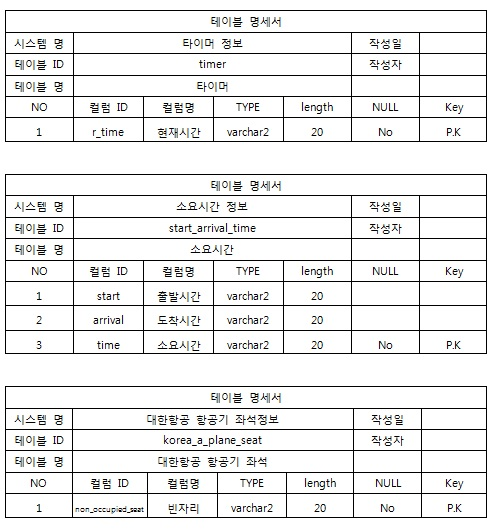 테이블 명세서
시스템 명 타이머 정보 작성일
테이블 ID timer 작성자
테이블 명 타이머
NO 컬럼 ID 컬럼명 TYPE length NULL Key
1 r_time 현재시간 varchar2 20 No P.K
테이블 명세서
시스템 명 소요시간 정보 작성일
테이블 ID start_arrival_time 작성자
테이블 명 소요시간
NO 컬럼 ID 컬럼명 TYPE length NULL Key
1 start 출발시간 varchar2 20
2 arrival 도착시간 varchar2 20
3 time 소요시간 varchar2 20 No P.K
테이블 명세서
시스템 명 대한항공 항공기 좌석정보 작성일
테이블 ID korea_a_plane_seat 작성자
테이블 명 대한항공 항공기 좌석
NO 컬럼 ID 컬럼명 TYPE length NULL Key
1 non_occupied_seat 빈자리 varchar2 20 No P.K